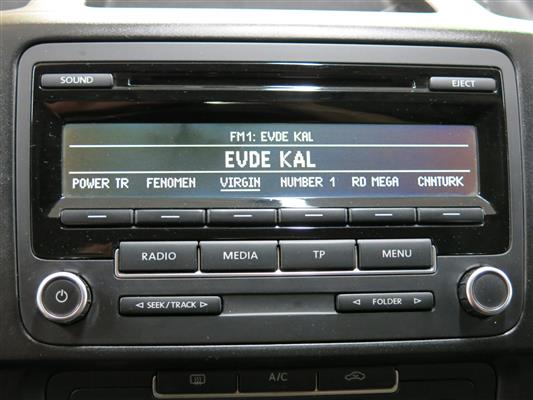 SOUND
EJECT
FM1: EVDE KAL
EVDE KAL
POWER TR FENOMEN VIRGIN NUMBER 1 RD MEGA CNNTURK
RADIO MEDIA TP MENU
SEEK/TRACK FOLDER
A/C